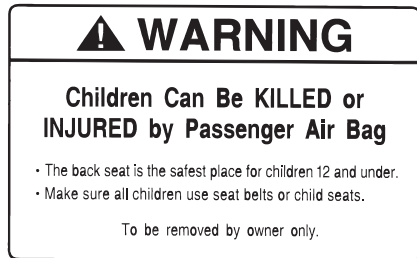 WARNING
Children Can Be KILLED or
INJURED by Passenger Air Bag
• The back seat is the safest place for children 12 and under.
• Make sure all children use seat belts or child seats.
To be removed by owner only.